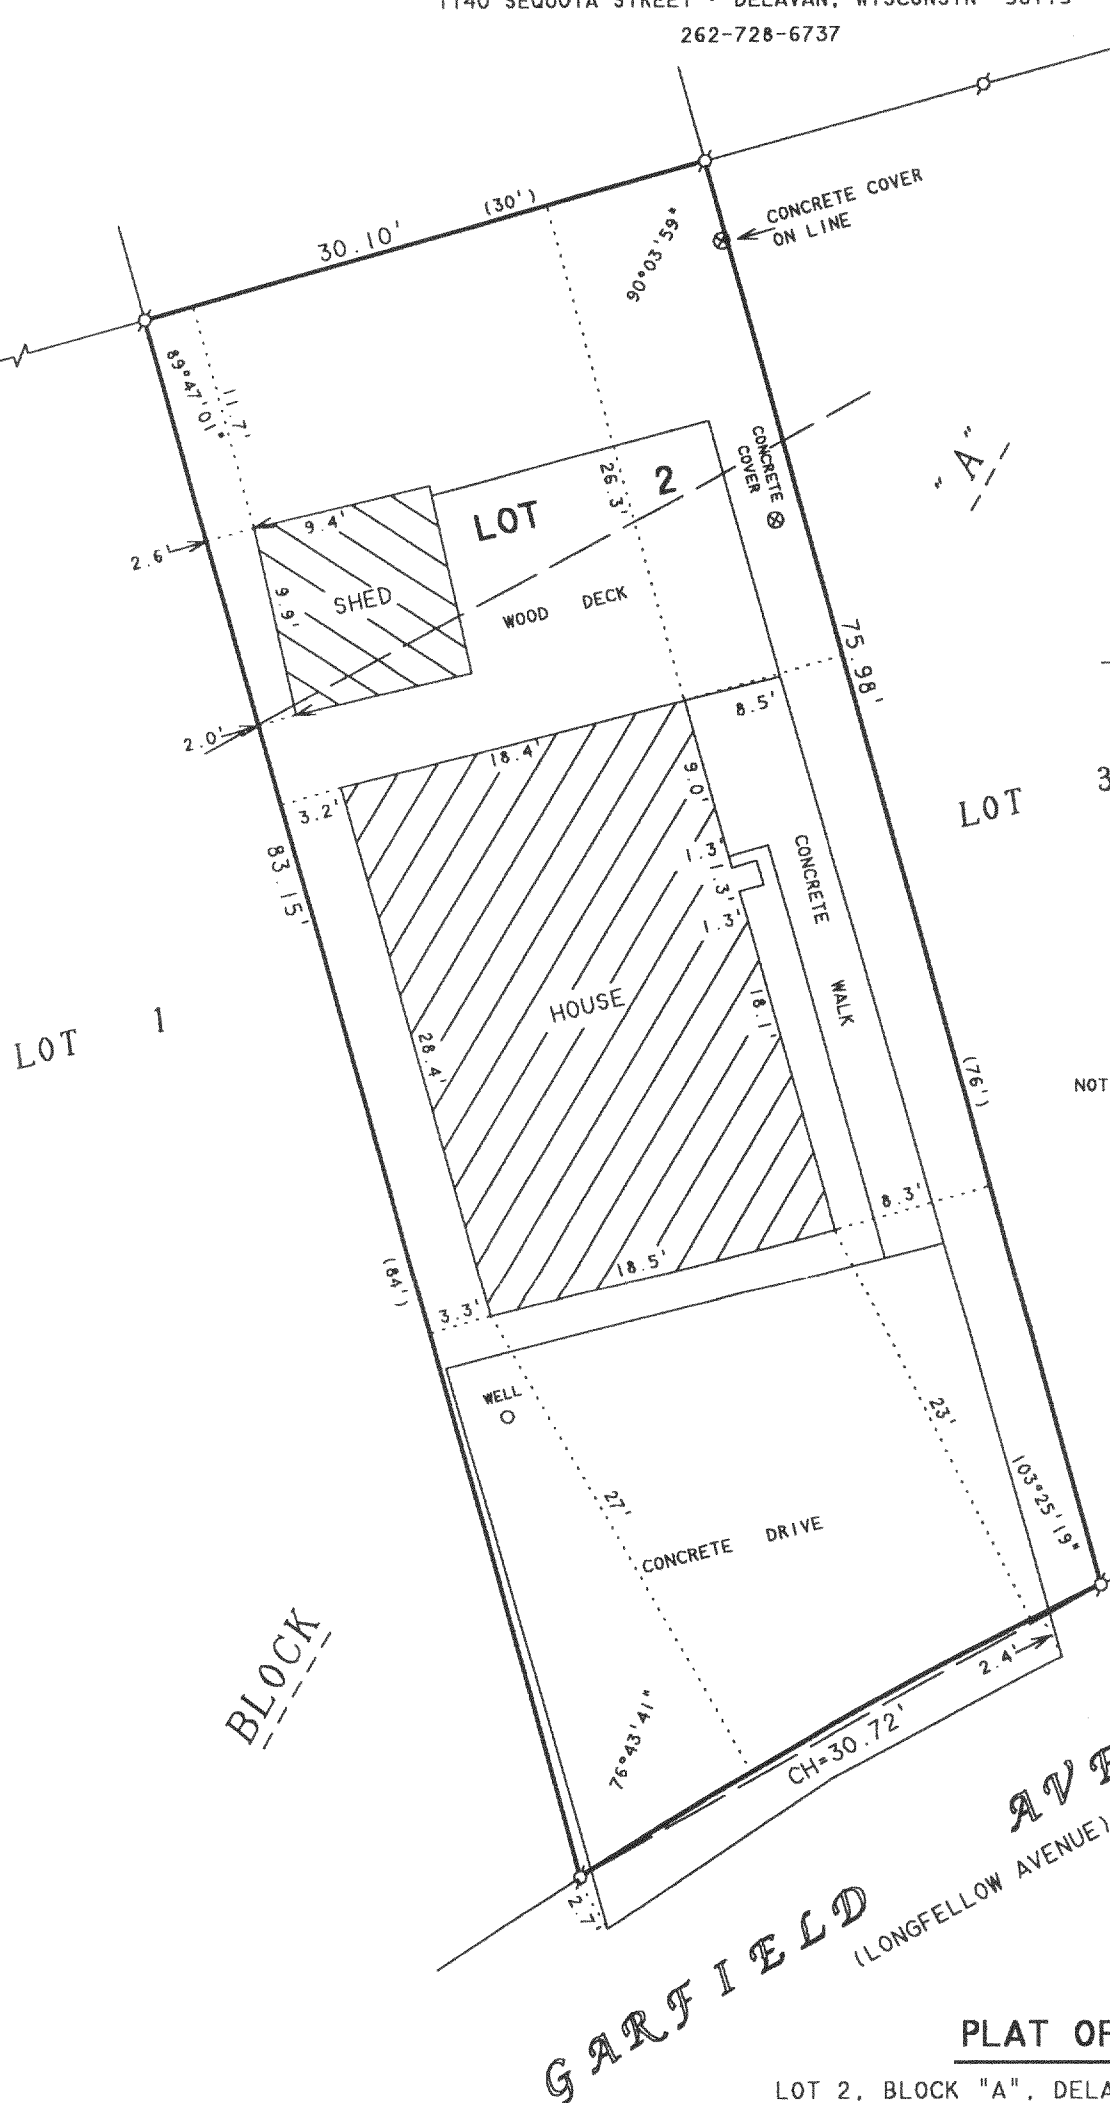 262-728-6737
(30')
30.10'
CONCRETE COVER
ON LINE
90°03'59"
89°47'01"
11.7'
"A"
CONCRETE
COVER
26.3'
LOT 2
9.4'
2.6'
9.9'
SHED
WOOD DECK
75.98'
2.0'
8.5'
18.4'
9.0'
3.2'
LOT 3
83.15'
1.3'
1.3'
1.3'
CONCRETE
WALK
HOUSE
18.1'
LOT 1
28.4'
(76')
NOT
8.3'
(84')
18.5'
3.3'
WELL
23'
27'
103°25'19"
CONCRETE DRIVE
BLOCK
2.4'
76°43'41"
CH=30.72'
2.7'
GARFIELD AVE
(LONGFELLOW AVENUE)
PLAT OF
LOT 2, BLOCK "A", DELA